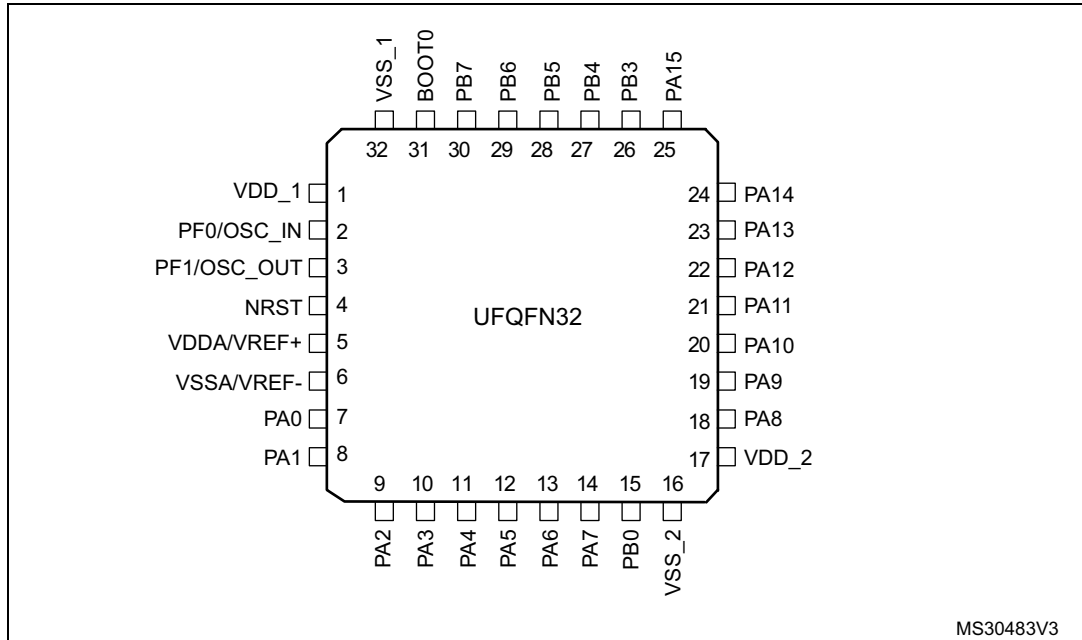 VSS_1
BOOT0
PB7
PB6
PB5
PB4
PB3
PA15
32 31 30 29 28 27 26 25
VDD_1 1
PF0/OSC_IN 2
PF1/OSC_OUT 3
NRST 4
VDDA/VREF+ 5
VSSA/VREF- 6
PA0 7
PA1 8
UFQFN32
24 PA14
23 PA13
22 PA12
21 PA11
20 PA10
19 PA9
18 PA8
17 VDD_2
9 10 11 12 13 14 15 16
PA2
PA3
PA4
PA5
PA6
PA7
PB0
VSS_2
MS30483V3